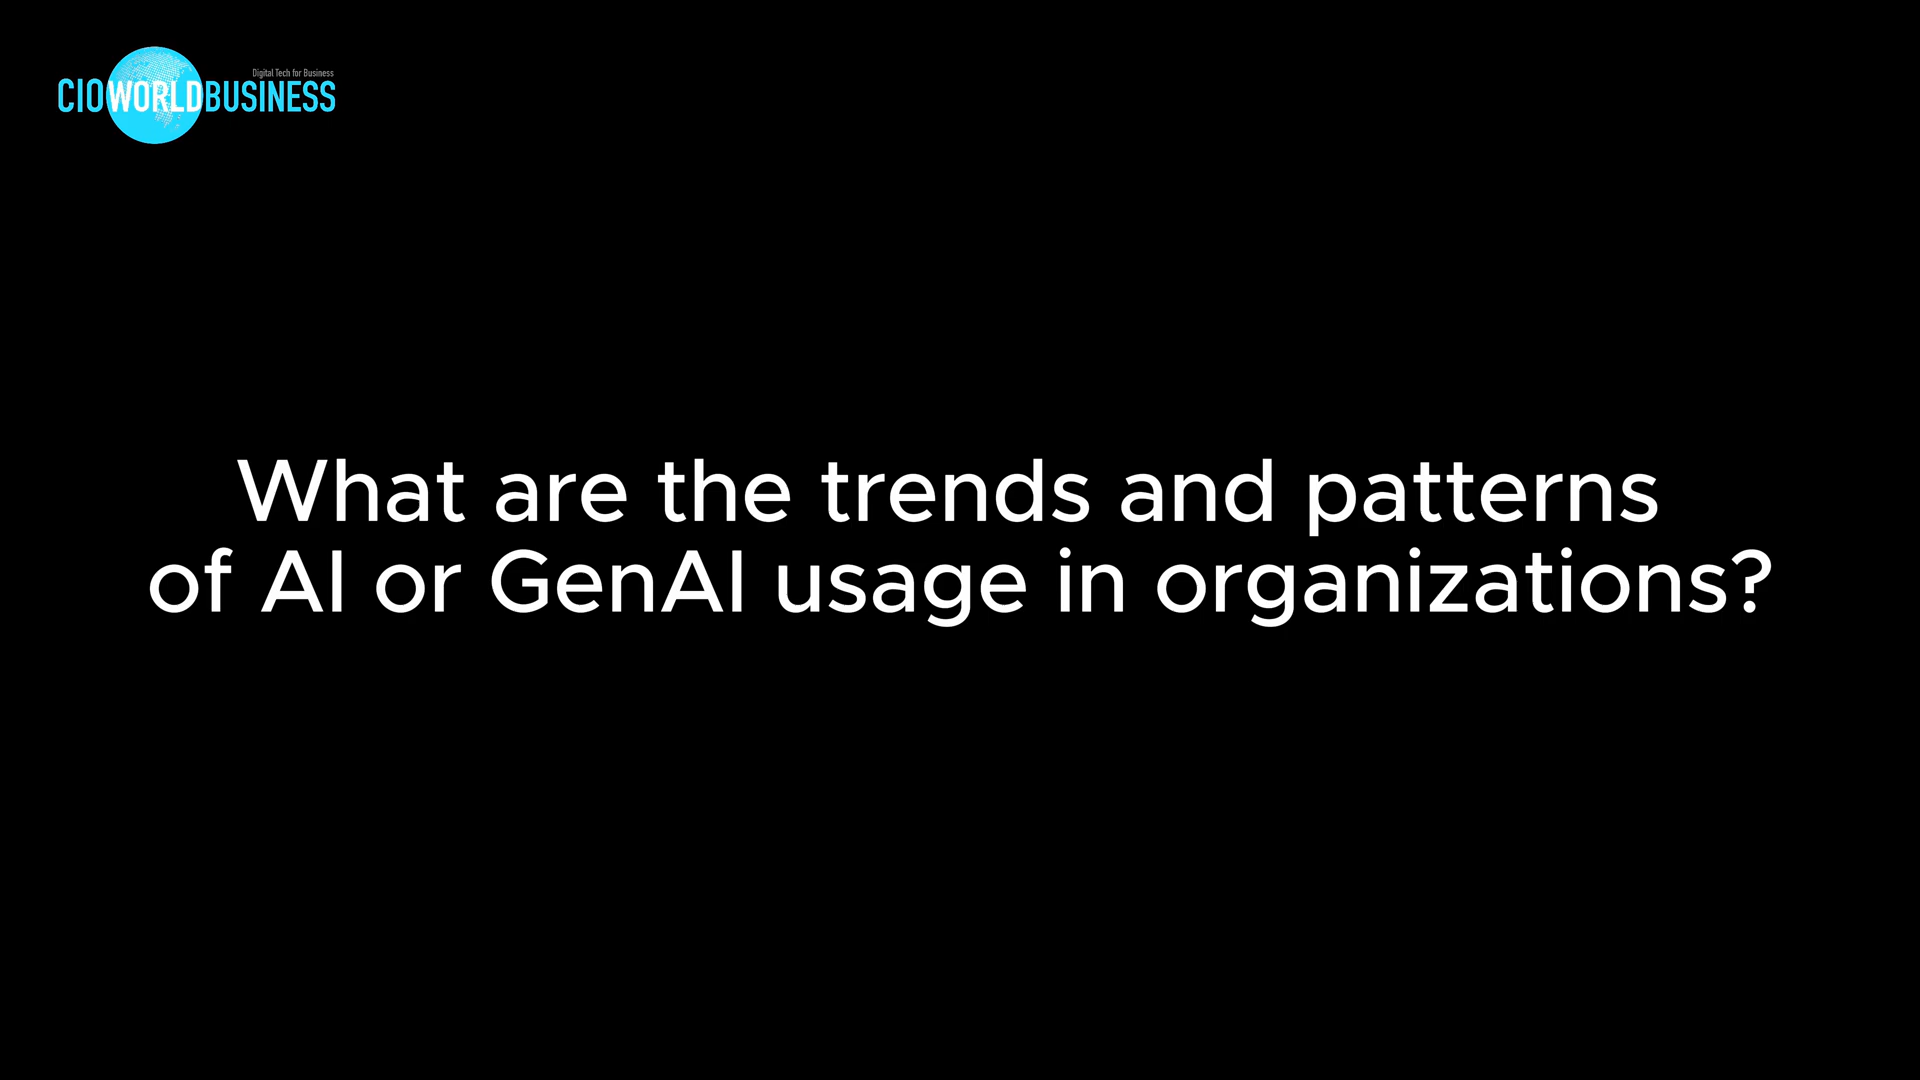 Digital Tech for Business
CIOWORLDBUSINESS
What are the trends and patterns
of AI or GenAI usage in organizations?